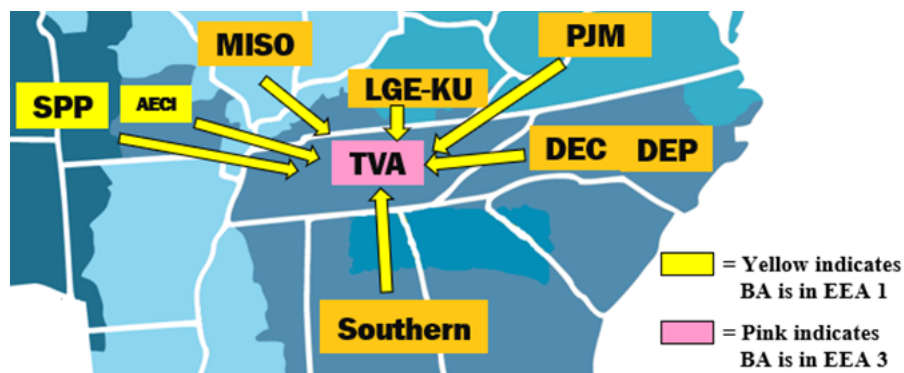 MISO
PJM
SPP
AECI
LGE-KU
TVA
DEC
DEP
Southern
= Yellow indicates
BA is in EEA 1
= Pink indicates
BA is in EEA 3